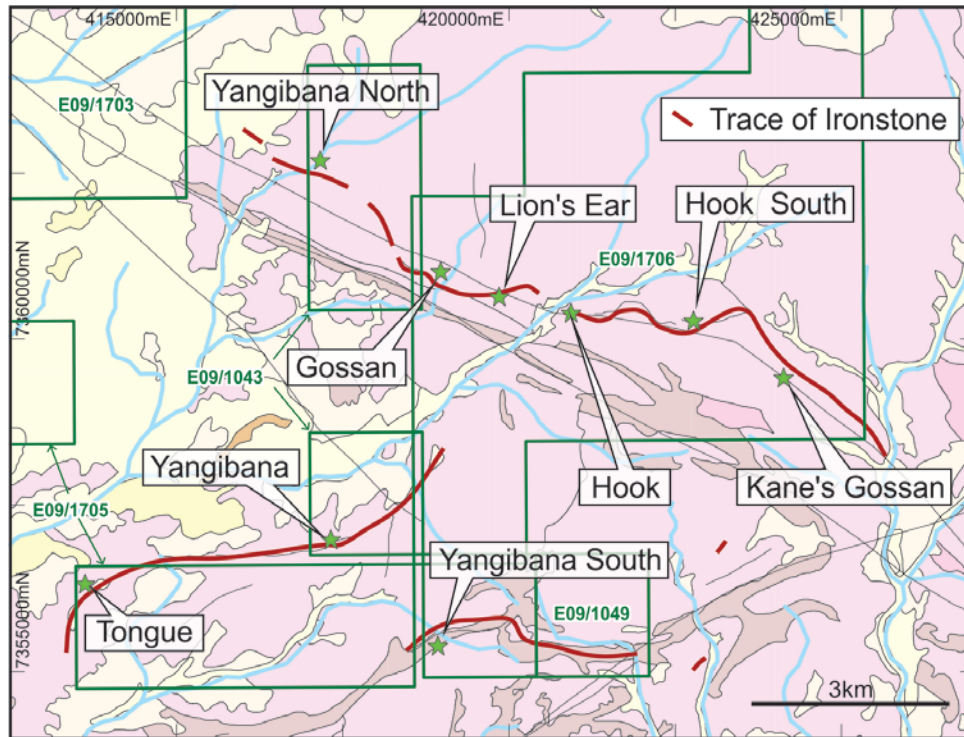 415000mE
420000mE
425000mE
Yangibana North
E09/1703
Trace of Ironstone
Lion's Ear
Hook South
E09/1706
7360000mN
Gossan
E09/1043
Yangibana
Hook
Kane's Gossan
E09/1705
Yangibana South
E09/1049
Tongue
7355000mN
3km